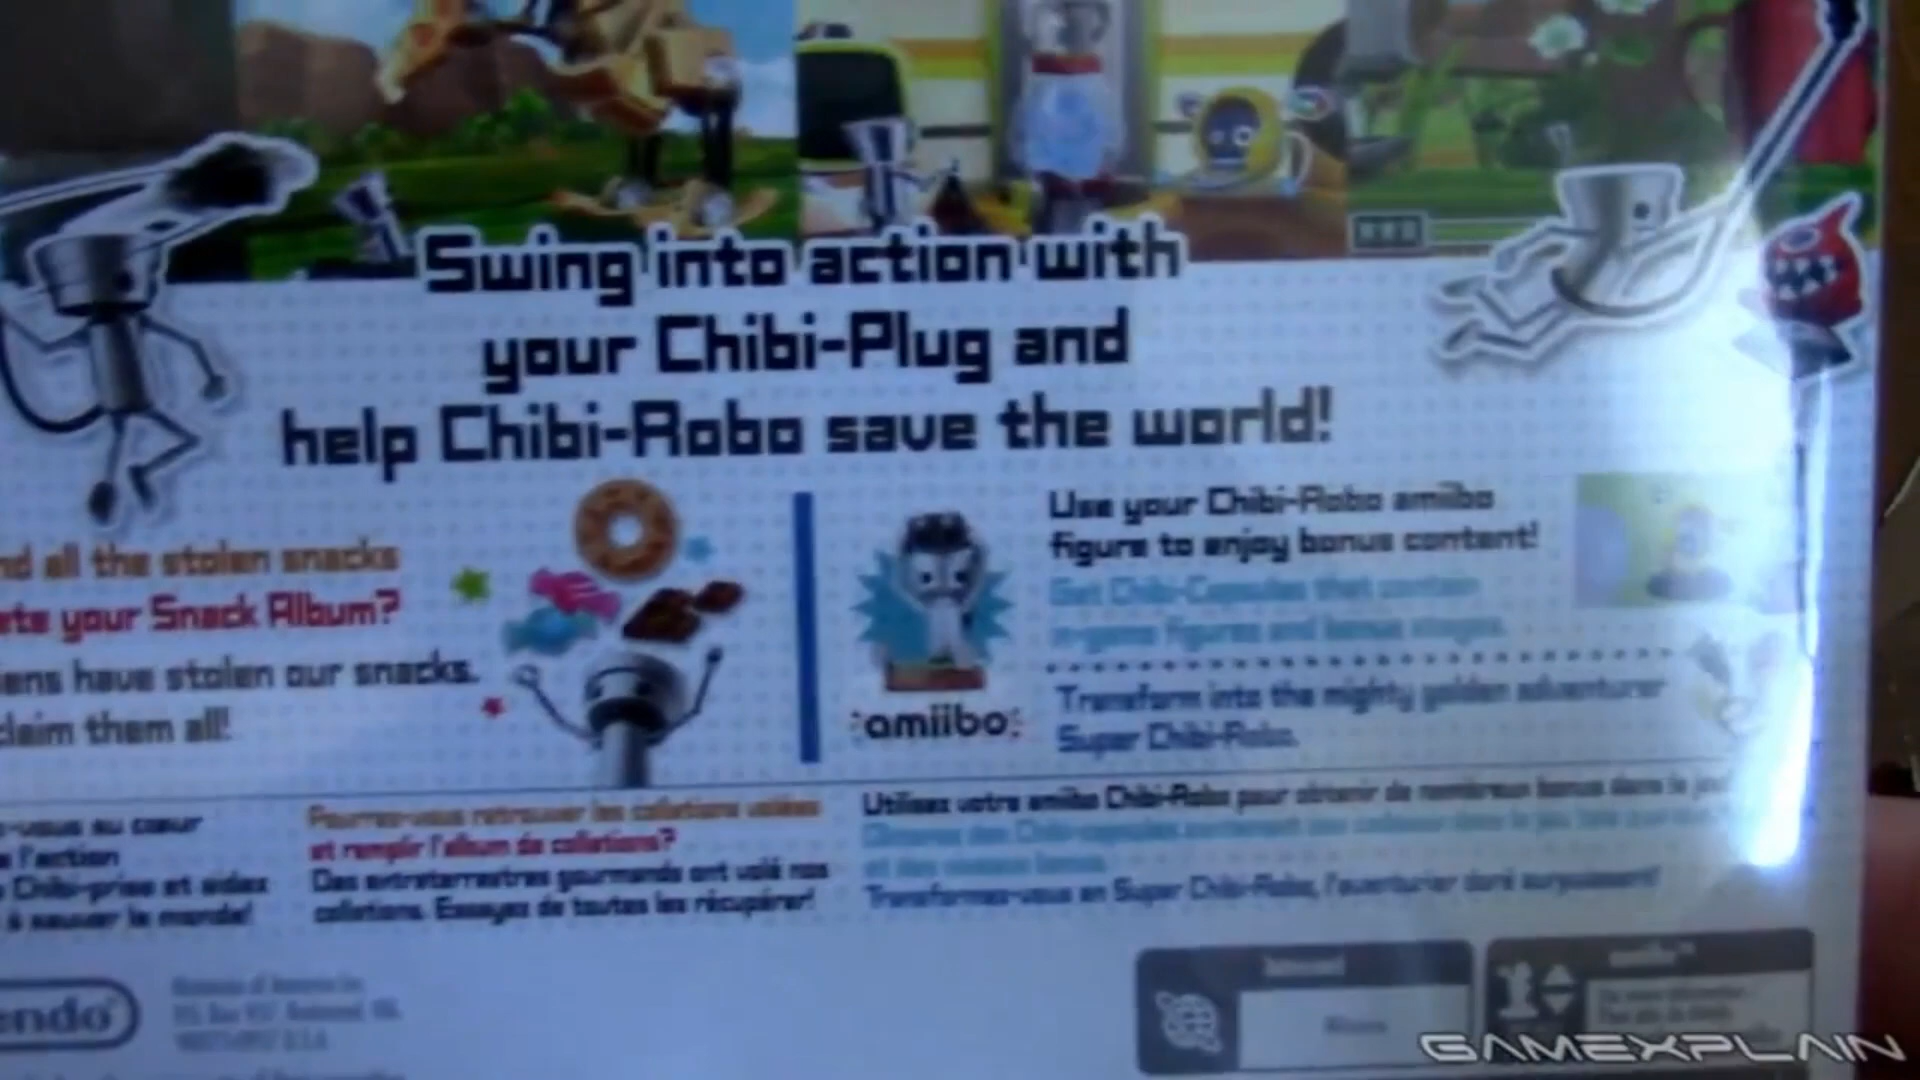 Swing into action with
your Chibi-Plug and
help Chibi-Robo save the world!
nd all the stolen snacks
ete your Snack Album?
iens have stolen our snacks.
claim them all!
amiibo
Use your Chibi-Robo amiibo
figure to enjoy bonus content!
Get Chibi-Capsules that contain
in-game figures and bonus images.
Transform into the mighty golden adventurer
Super Chibi-Robo.
z-vous au cœur
e l'action
Chibi-prise et aidez
à sauver le monde!
Pourrez-vous retrouver les collations volées
et remplir l'album de collations?
Des extraterrestres gourmands ont volé nos
collations. Essayez de toutes les récupérer!
Utilisez votre amiibo Chibi-Robo pour obtenir de nombreux bonus dans le jeu
Transformez-vous en Super Chibi-Robo, l'aventurier doré surpuissant!
endo
GAMEXPLAIN